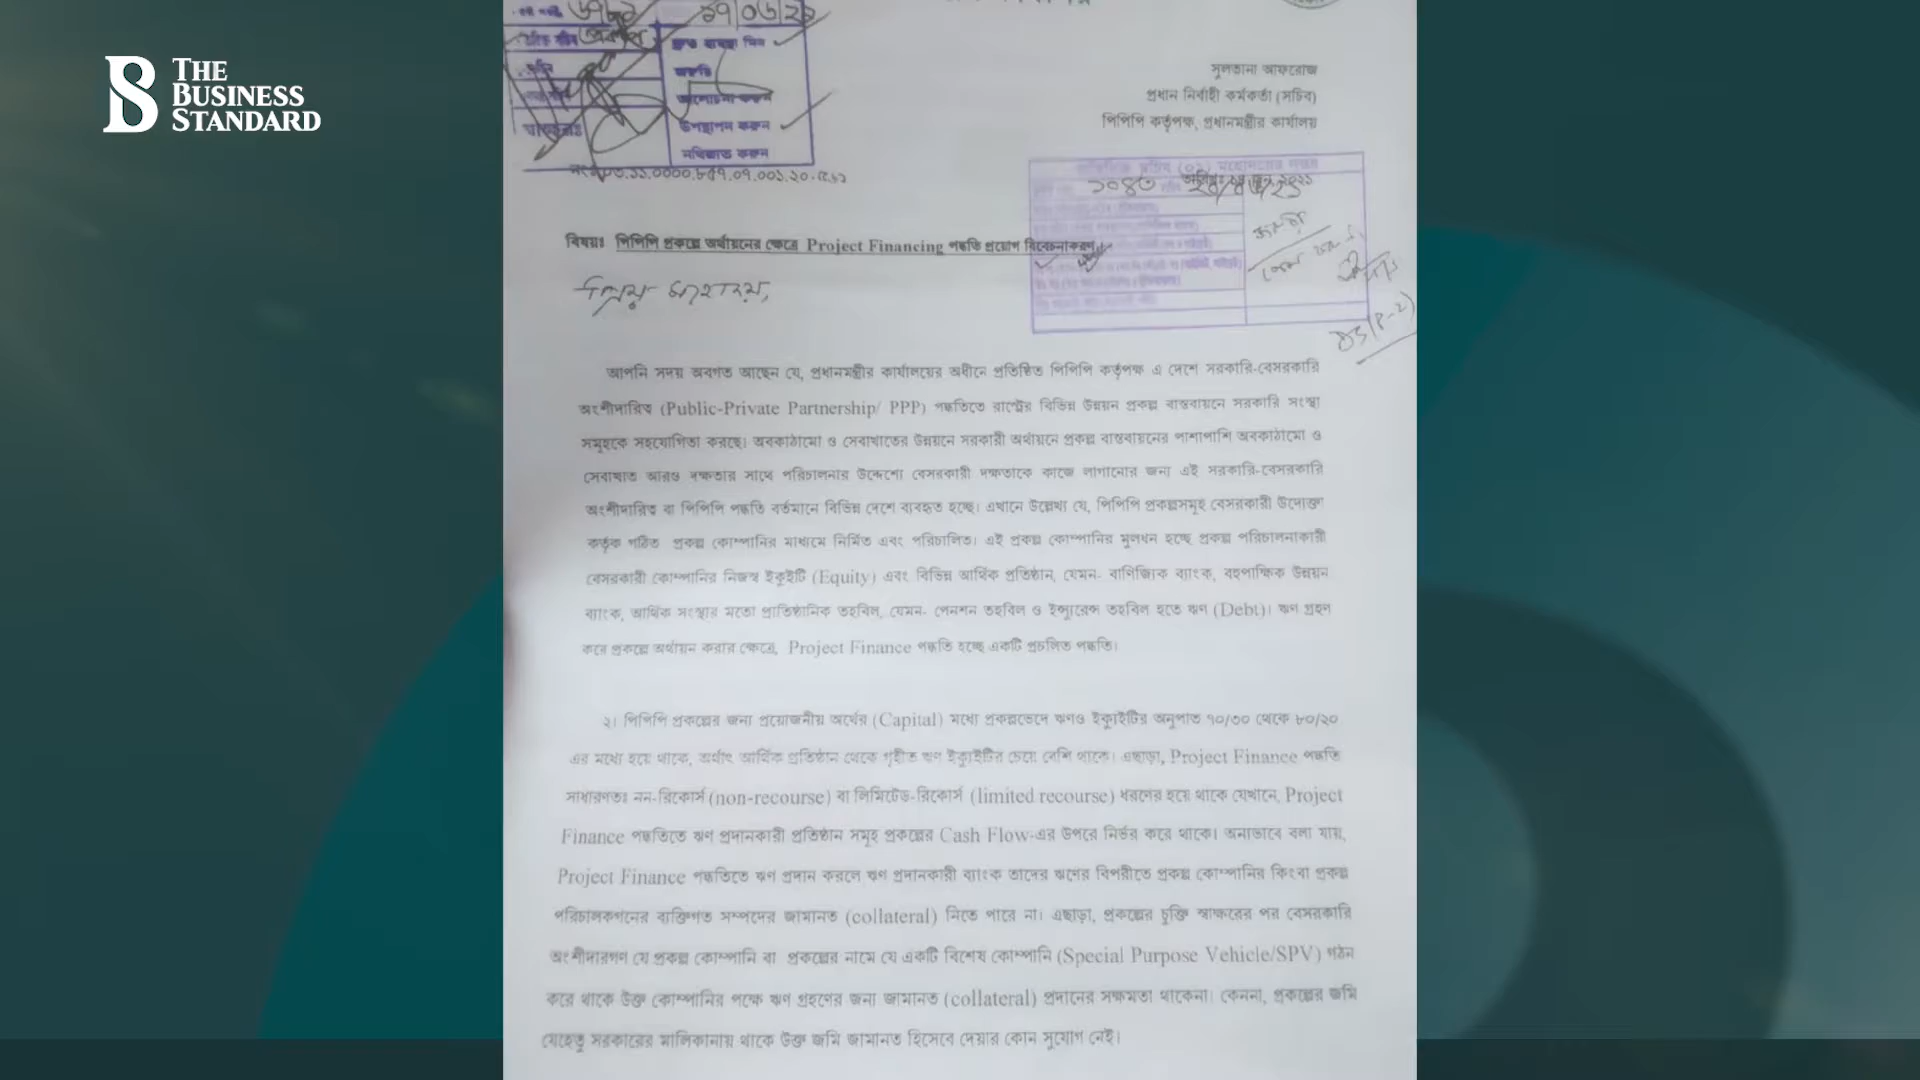 THE
BUSINESS
STANDARD
১৭/০৬/২১
উপস্থাপন করুন
নথিজাত করুন
সুলতানা আফরোজ
প্রধান নির্বাহী কর্মকর্তা (সচিব)
পিপিপি কর্তৃপক্ষ, প্রধানমন্ত্রীর কার্যালয়
বিষয়ঃ পিপিপি প্রকল্পে অর্থায়নের ক্ষেত্রে Project Financing পদ্ধতি প্রয়োগ বিবেচনাকরণ।
প্রিয় মহোদয়,
আপনি সদয় অবগত আছেন যে, প্রধানমন্ত্রীর কার্যালয়ের অধীনে প্রতিষ্ঠিত পিপিপি কর্তৃপক্ষ এ দেশে সরকারি-বেসরকারি
অংশীদারিত্ব (Public-Private Partnership/ PPP) পদ্ধতিতে রাষ্ট্রের বিভিন্ন উন্নয়ন প্রকল্প বাস্তবায়নে সরকারি সংস্থা
সমূহকে সহযোগিতা করছে। অবকাঠামো ও সেবাখাতের উন্নয়নে সরকারী অর্থায়নে প্রকল্প বাস্তবায়নের পাশাপাশি অবকাঠামো ও
সেবাখাত আরও দক্ষতার সাথে পরিচালনার উদ্দেশ্যে বেসরকারী দক্ষতাকে কাজে লাগানোর জন্য এই সরকারি-বেসরকারি
অংশীদারিত্ব বা পিপিপি পদ্ধতি বর্তমানে বিভিন্ন দেশে ব্যবহৃত হচ্ছে। এখানে উল্লেখ্য যে, পিপিপি প্রকল্পসমূহ বেসরকারী উদ্যোক্তা
কর্তৃক গঠিত প্রকল্প কোম্পানির মাধ্যমে নির্মিত এবং পরিচালিত। এই প্রকল্প কোম্পানির মূলধন হচ্ছে প্রকল্প পরিচালনাকারী
বেসরকারী কোম্পানির নিজস্ব ইকুইটি (Equity) এবং বিভিন্ন আর্থিক প্রতিষ্ঠান, যেমন- বাণিজ্যিক ব্যাংক, বহুপাক্ষিক উন্নয়ন
ব্যাংক, আর্থিক সংস্থার মতো প্রাতিষ্ঠানিক তহবিল, যেমন- পেনশন তহবিল ও ইন্স্যুরেন্স তহবিল হতে ঋণ (Debt)। ঋণ গ্রহণ
করে প্রকল্পে অর্থায়ন করার ক্ষেত্রে, Project Finance পদ্ধতি হচ্ছে একটি প্রচলিত পদ্ধতি।
২। পিপিপি প্রকল্পের জন্য প্রয়োজনীয় অর্থের (Capital) মধ্যে প্রকল্পভেদে ঋণও ইক্যুইটির অনুপাত ৭০/৩০ থেকে ৮০/২০
এর মধ্যে হয়ে থাকে, অর্থাৎ আর্থিক প্রতিষ্ঠান থেকে গৃহীত ঋণ ইক্যুইটির চেয়ে বেশি থাকে। এছাড়া, Project Finance পদ্ধতি
সাধারণতঃ নন-রিকোর্স (non-recourse) বা লিমিটেড-রিকোর্স (limited recourse) ধরণের হয়ে থাকে যেখানে, Project
Finance পদ্ধতিতে ঋণ প্রদানকারী প্রতিষ্ঠান সমূহ প্রকল্পের Cash Flow-এর উপরে নির্ভর করে থাকে। অন্যভাবে বলা যায়,
Project Finance পদ্ধতিতে ঋণ প্রদান করলে ঋণ প্রদানকারী ব্যাংক তাদের ঋণের বিপরীতে প্রকল্প কোম্পানির কিংবা প্রকল্প
পরিচালকগনের ব্যক্তিগত সম্পদের জামানত (collateral) নিতে পারে না। এছাড়া, প্রকল্পের চুক্তি স্বাক্ষরের পর বেসরকারি
অংশীদারগণ যে প্রকল্প কোম্পানি বা প্রকল্পের নামে যে একটি বিশেষ কোম্পানি (Special Purpose Vehicle/SPV) গঠন
করে থাকে উক্ত কোম্পানির পক্ষে ঋণ গ্রহণের জন্য জামানত (collateral) প্রদানের সক্ষমতা থাকেনা। কেননা, প্রকল্পের জমি
যেহেতু সরকারের মালিকানায় থাকে উক্ত জমি জামানত হিসেবে দেয়ার কোন সুযোগ নেই।